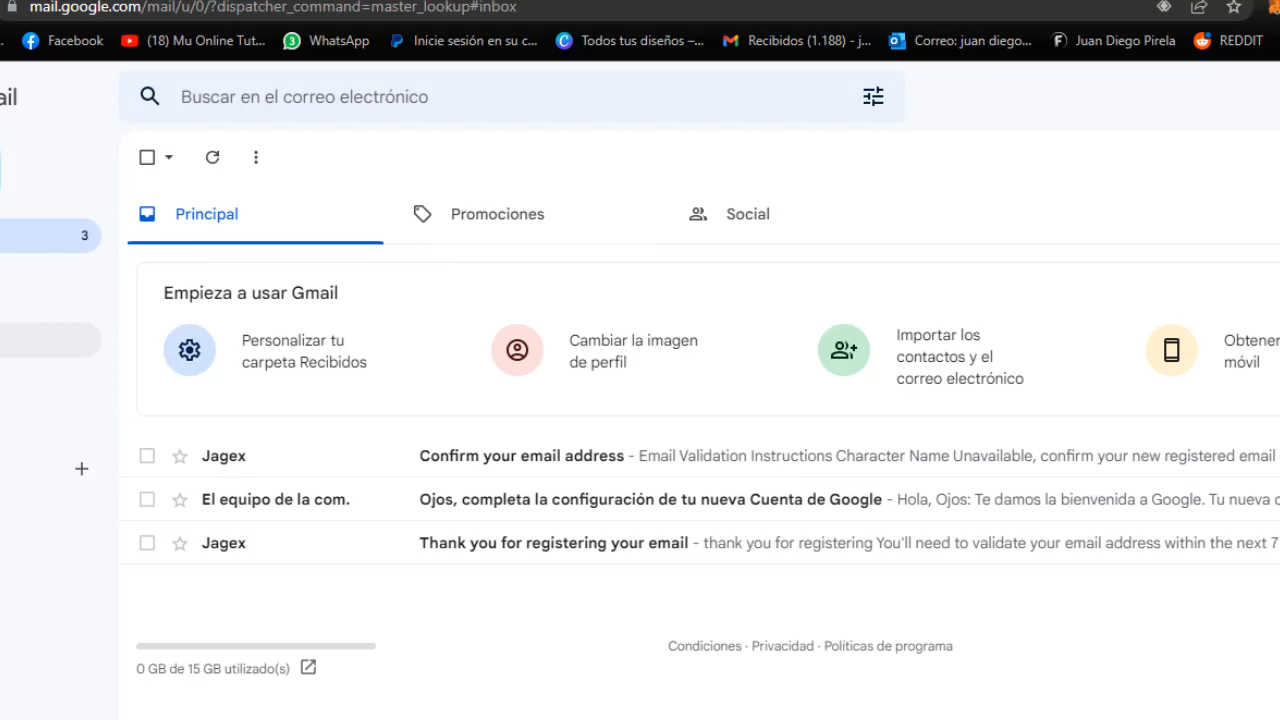 mail.google.com/mail/u/0/?dispatcher_command=master_lookup#inbox
Facebook (18) Mu Online Tut... WhatsApp Inicie sesión en su c... Todos tus diseños –... Recibidos (1.188) - j... Correo: juan diego... Juan Diego Pirela REDDIT
ail
Buscar en el correo electrónico
Principal Promociones Social
3
Empieza a usar Gmail
Personalizar tu
carpeta Recibidos
Cambiar la imagen
de perfil
Importar los
contactos y el
correo electrónico
Obtener
móvil
Jagex Confirm your email address - Email Validation Instructions Character Name Unavailable, confirm your new registered email
El equipo de la com. Ojos, completa la configuración de tu nueva Cuenta de Google - Hola, Ojos: Te damos la bienvenida a Google. Tu nueva c
Jagex Thank you for registering your email - thank you for registering You'll need to validate your email address within the next 7
Condiciones · Privacidad · Políticas de programa
0 GB de 15 GB utilizado(s)